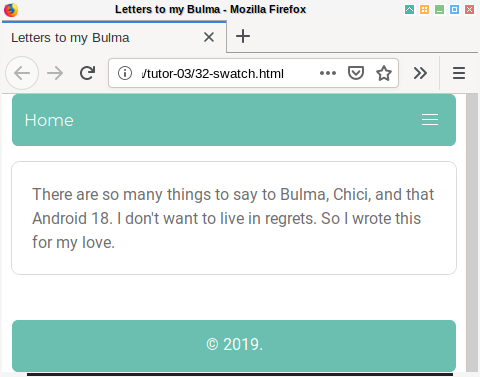 Letters to my Bulma - Mozilla Firefox
Letters to my Bulma
/tutor-03/32-swatch.html
Home
There are so many things to say to Bulma, Chici, and that
Android 18. I don't want to live in regrets. So I wrote this
for my love.
© 2019.